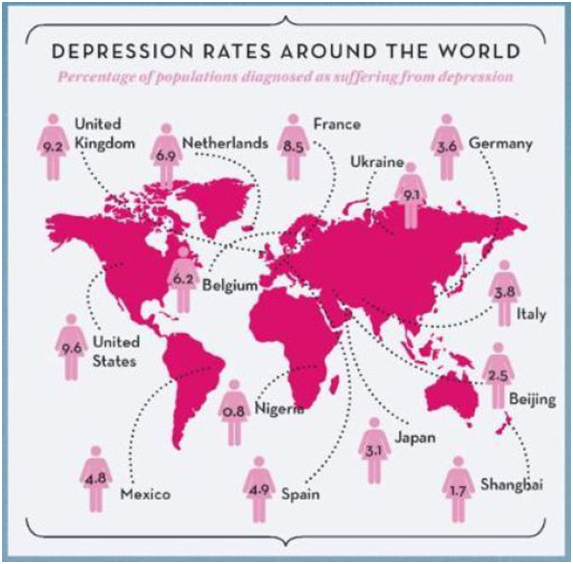 DEPRESSION RATES AROUND THE WORLD
Percentage of populations diagnosed as suffering from depression
9.2
United
Kingdom
6.9
Netherlands
8.5
France
Ukraine
9.1
3.6
Germany
6.2
Belgium
3.8
Italy
9.6
United
States
2.5
Beijing
0.8
Nigeria
3.1
Japan
4.8
Mexico
4.9
Spain
1.7
Shanghai